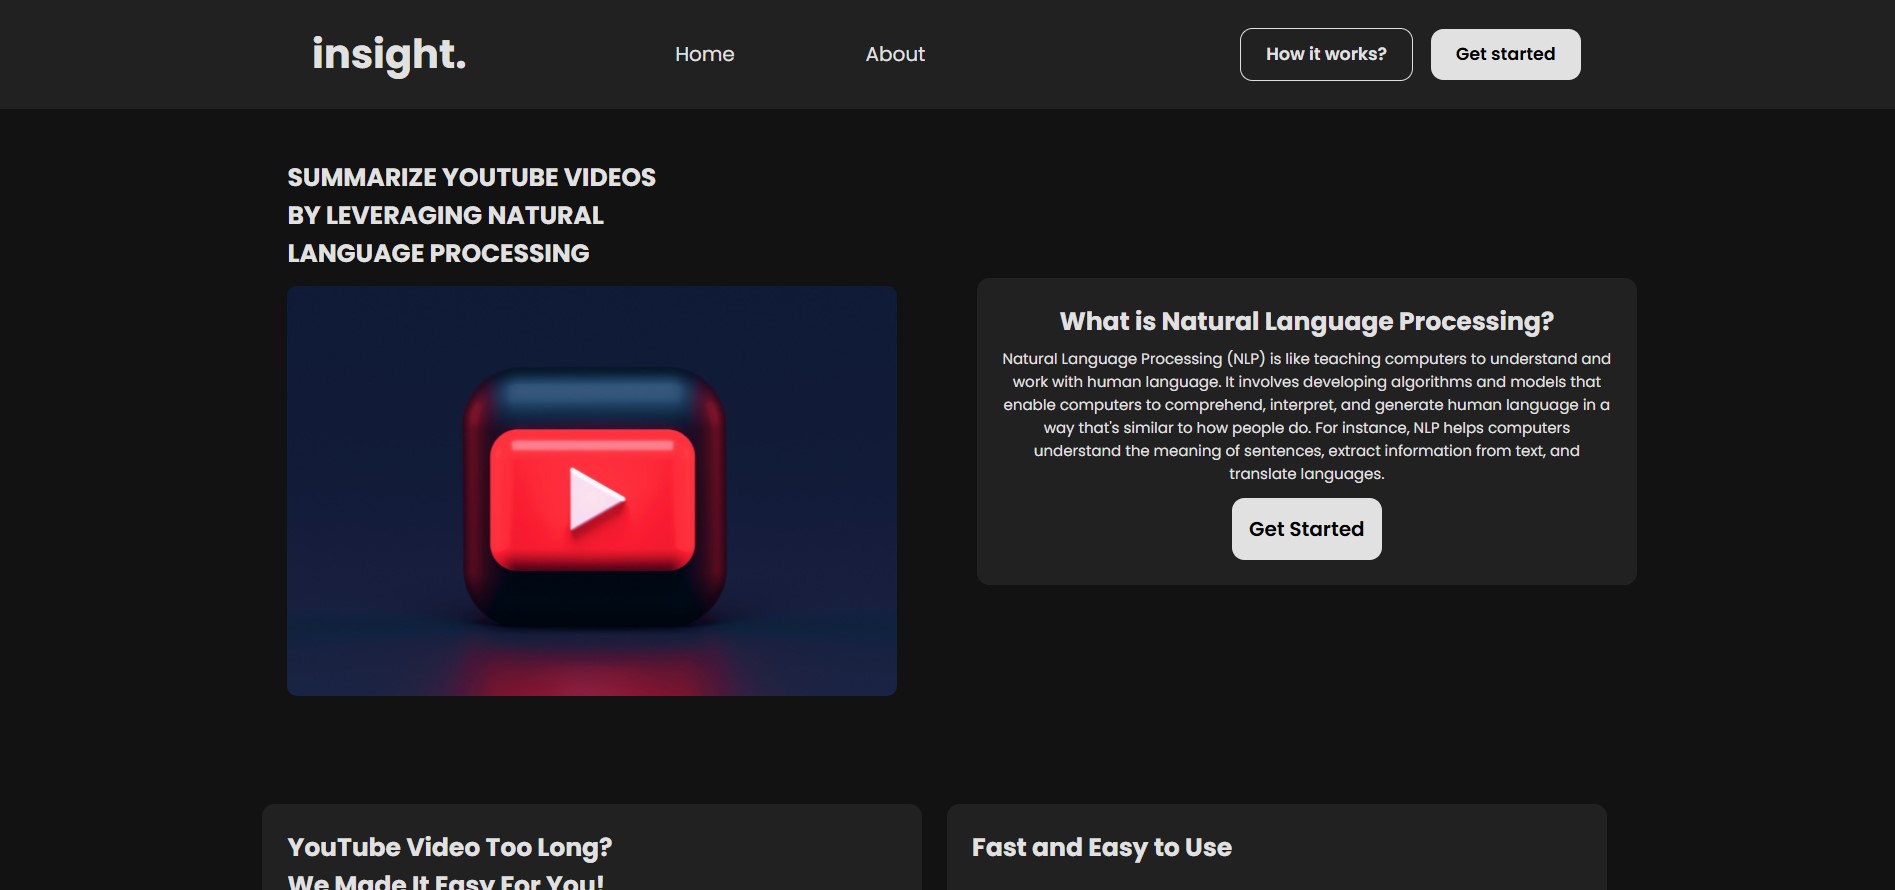 insight.
Home
About
How it works?
Get started
SUMMARIZE YOUTUBE VIDEOS
BY LEVERAGING NATURAL
LANGUAGE PROCESSING
What is Natural Language Processing?
Natural Language Processing (NLP) is like teaching computers to understand and
work with human language. It involves developing algorithms and models that
enable computers to comprehend, interpret, and generate human language in a
way that's similar to how people do. For instance, NLP helps computers
understand the meaning of sentences, extract information from text, and
translate languages.
Get Started
YouTube Video Too Long?
We Made It Easy For You!
Fast and Easy to Use